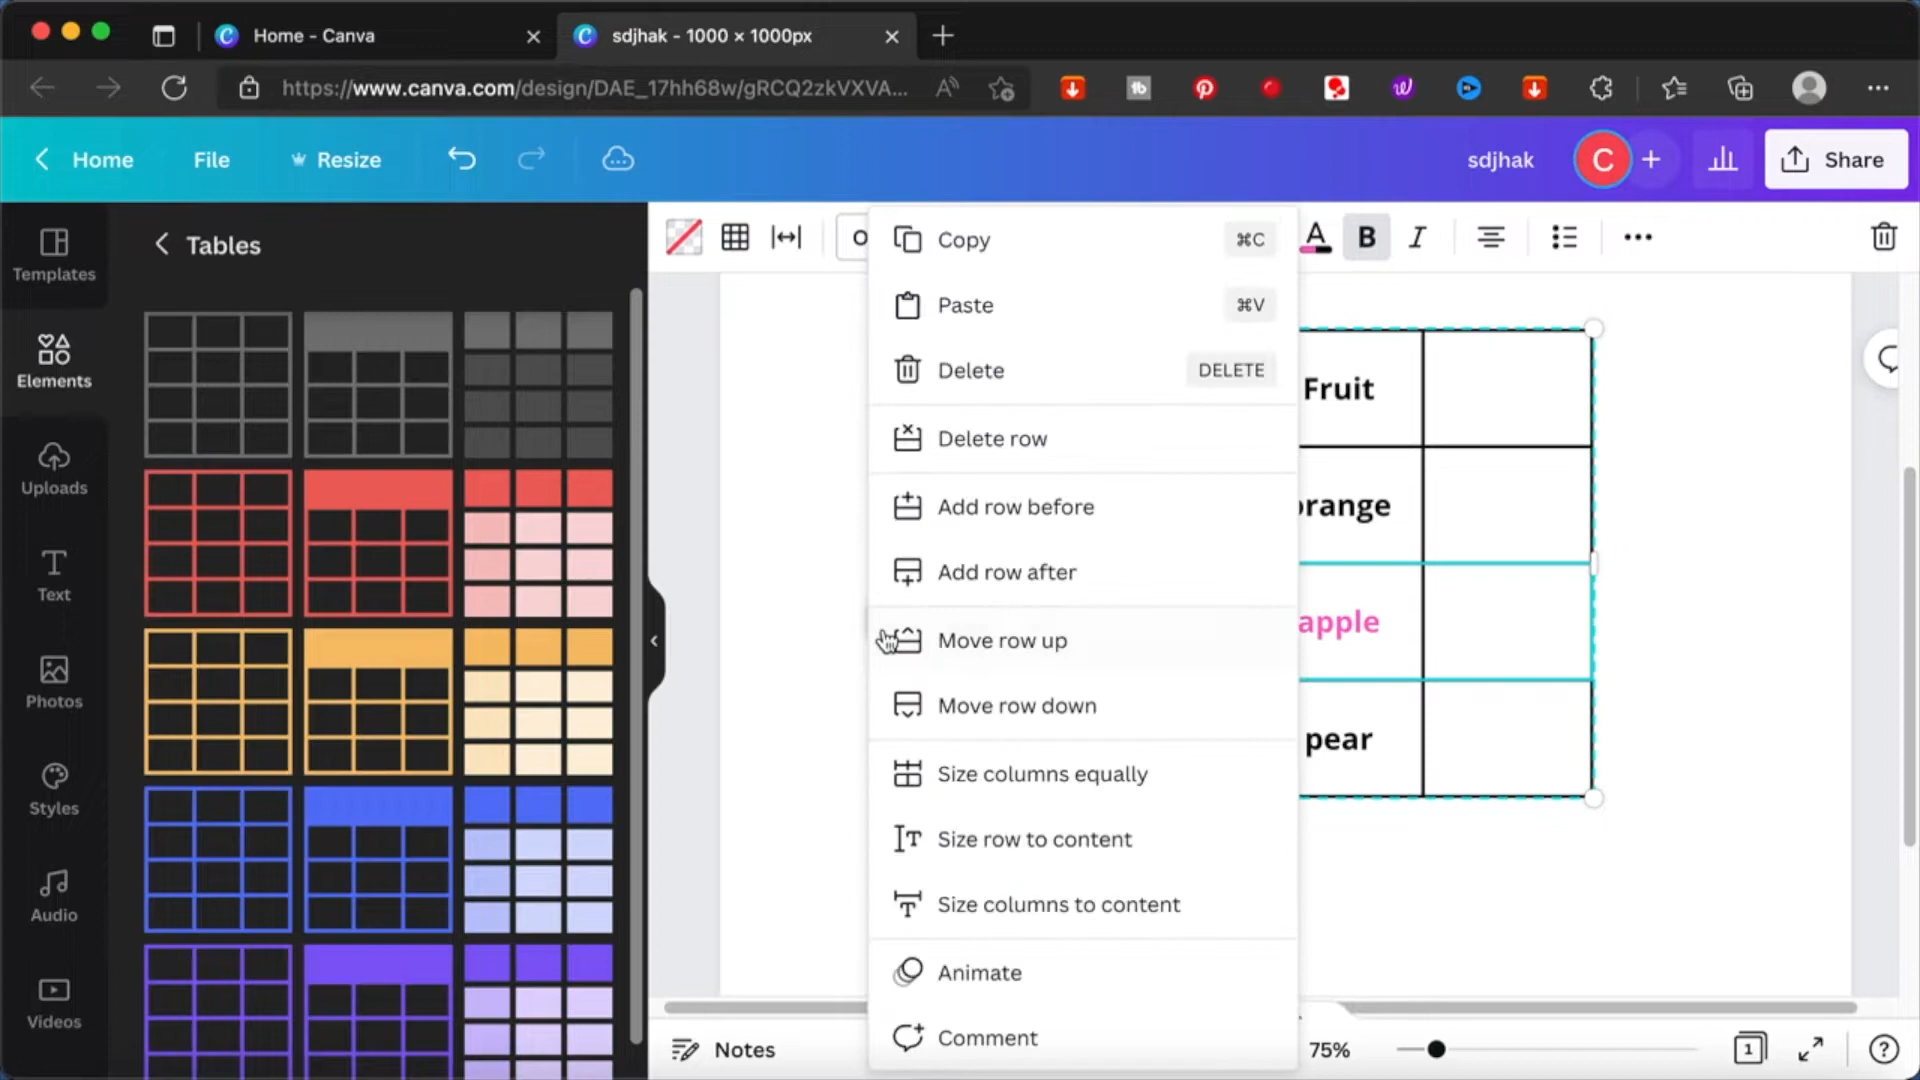 Home - Canva
sdjhak - 1000 × 1000px
https://www.canva.com/design/DAE_17hh68w/gRCQ2zkVXVA...
Home
File
Resize
sdjhak
C
Share
Templates
Elements
Uploads
Text
Photos
Styles
Audio
Videos
Tables
Copy
⌘C
Paste
⌘V
Delete
DELETE
Delete row
Add row before
Add row after
Move row up
Move row down
Size columns equally
Size row to content
Size columns to content
Animate
Comment
Fruit
orange
apple
pear
Notes
75%
1